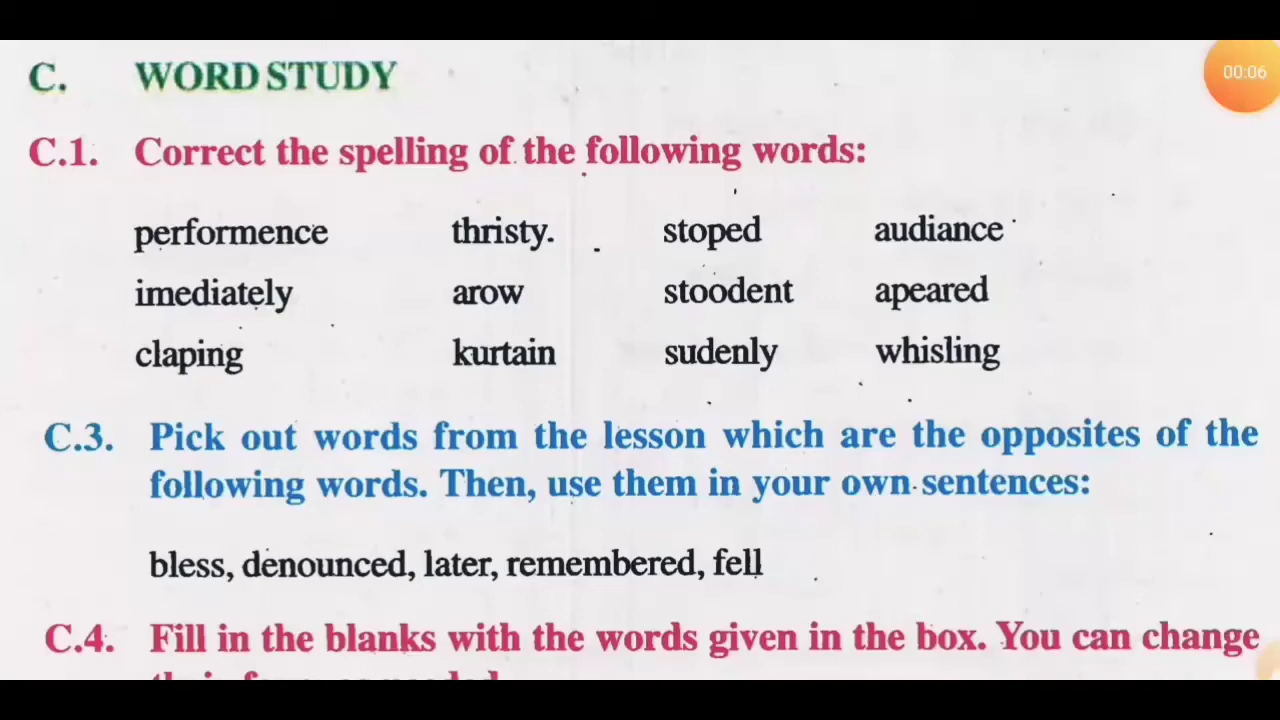 00:06
C. WORD STUDY
C.1. Correct the spelling of the following words:
performence thristy. stoped audiance
imediately arow stoodent apeared
claping kurtain sudenly whisling
C.3. Pick out words from the lesson which are the opposites of the
following words. Then, use them in your own sentences:
bless, denounced, later, remembered, fell
C.4. Fill in the blanks with the words given in the box. You can change